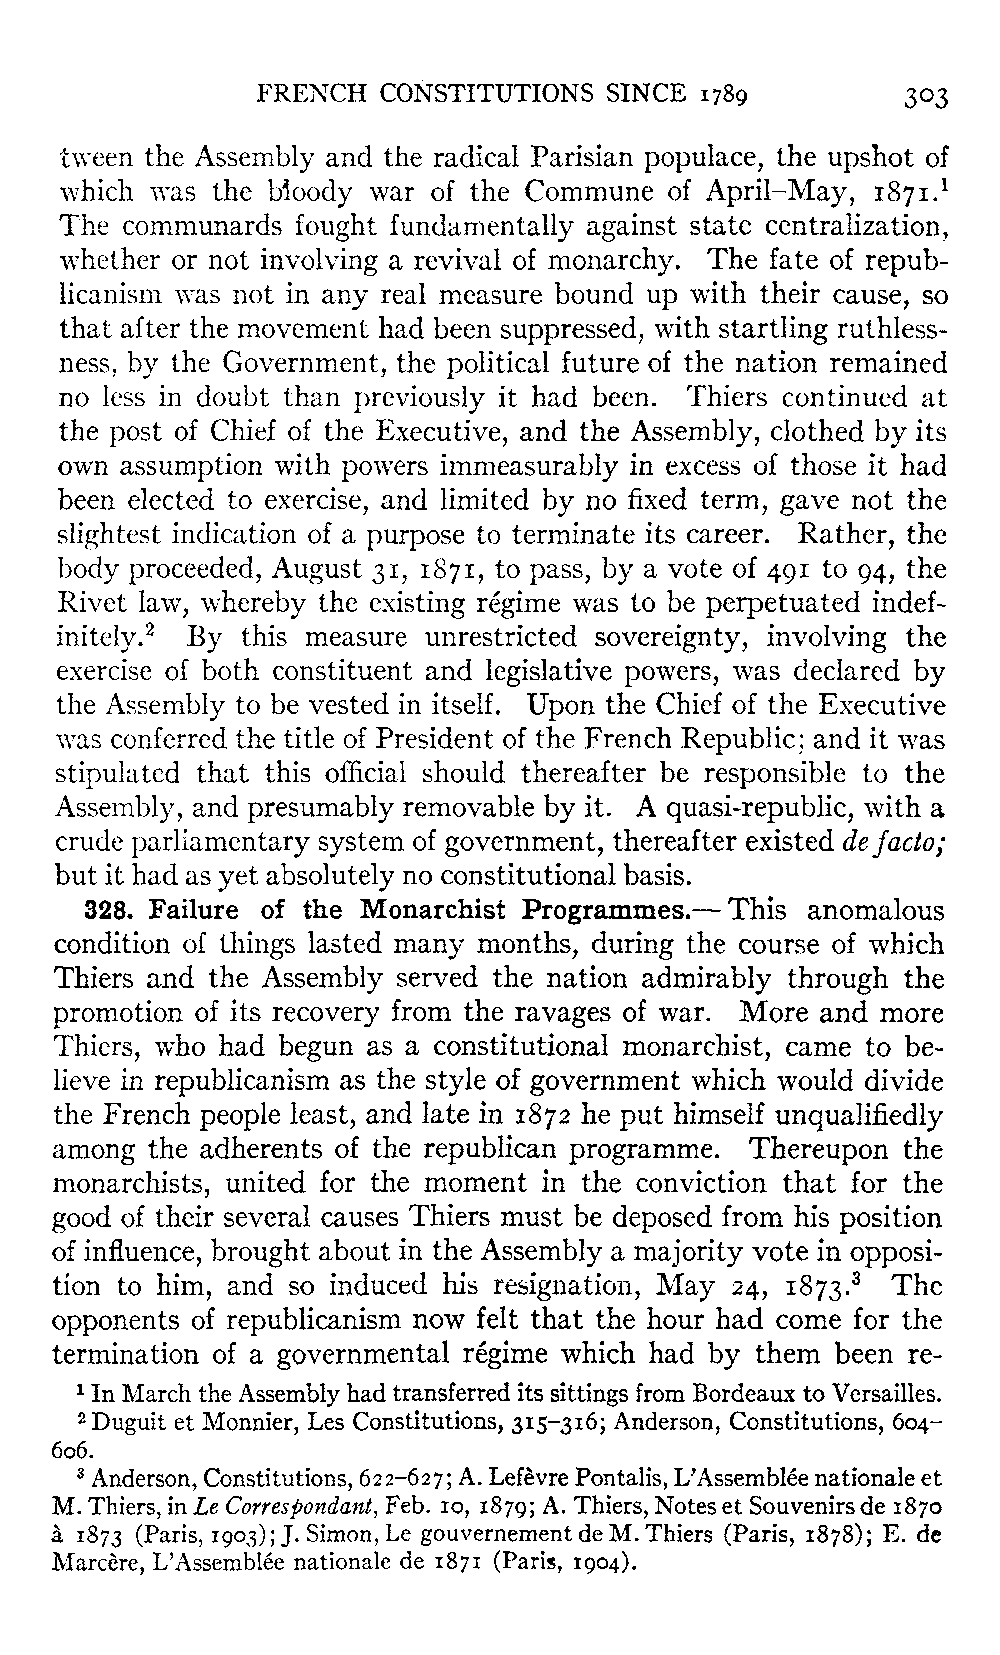 FRENCH CONSTITUTIONS SINCE 1789 303
tween the Assembly and the radical Parisian populace, the upshot of
which was the bloody war of the Commune of April–May, 1871.¹
The communards fought fundamentally against state centralization,
whether or not involving a revival of monarchy. The fate of repub-
licanism was not in any real measure bound up with their cause, so
that after the movement had been suppressed, with startling ruthless-
ness, by the Government, the political future of the nation remained
no less in doubt than previously it had been. Thiers continued at
the post of Chief of the Executive, and the Assembly, clothed by its
own assumption with powers immeasurably in excess of those it had
been elected to exercise, and limited by no fixed term, gave not the
slightest indication of a purpose to terminate its career. Rather, the
body proceeded, August 31, 1871, to pass, by a vote of 491 to 94, the
Rivet law, whereby the existing régime was to be perpetuated indef-
initely.² By this measure unrestricted sovereignty, involving the
exercise of both constituent and legislative powers, was declared by
the Assembly to be vested in itself. Upon the Chief of the Executive
was conferred the title of President of the French Republic; and it was
stipulated that this official should thereafter be responsible to the
Assembly, and presumably removable by it. A quasi-republic, with a
crude parliamentary system of government, thereafter existed de facto;
but it had as yet absolutely no constitutional basis.
328. Failure of the Monarchist Programmes.— This anomalous
condition of things lasted many months, during the course of which
Thiers and the Assembly served the nation admirably through the
promotion of its recovery from the ravages of war. More and more
Thiers, who had begun as a constitutional monarchist, came to be-
lieve in republicanism as the style of government which would divide
the French people least, and late in 1872 he put himself unqualifiedly
among the adherents of the republican programme. Thereupon the
monarchists, united for the moment in the conviction that for the
good of their several causes Thiers must be deposed from his position
of influence, brought about in the Assembly a majority vote in opposi-
tion to him, and so induced his resignation, May 24, 1873.³ The
opponents of republicanism now felt that the hour had come for the
termination of a governmental régime which had by them been re-
¹ In March the Assembly had transferred its sittings from Bordeaux to Versailles.
² Duguit et Monnier, Les Constitutions, 315–316; Anderson, Constitutions, 604–
606.
³ Anderson, Constitutions, 622–627; A. Lefèvre Pontalis, L'Assemblée nationale et
M. Thiers, in Le Correspondant, Feb. 10, 1879; A. Thiers, Notes et Souvenirs de 1870
à 1873 (Paris, 1903); J. Simon, Le gouvernement de M. Thiers (Paris, 1878); E. de
Marcère, L'Assemblée nationale de 1871 (Paris, 1904).